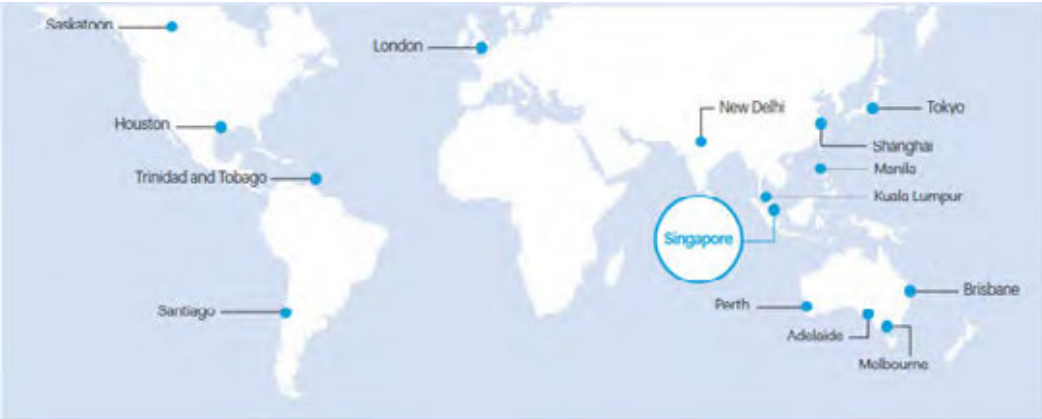 Saskatoon
London
New Delhi
Tokyo
Houston
Shanghai
Manila
Trinidad and Tobago
Kuala Lumpur
Singapore
Brisbane
Perth
Santiago
Adelaide
Melbourne